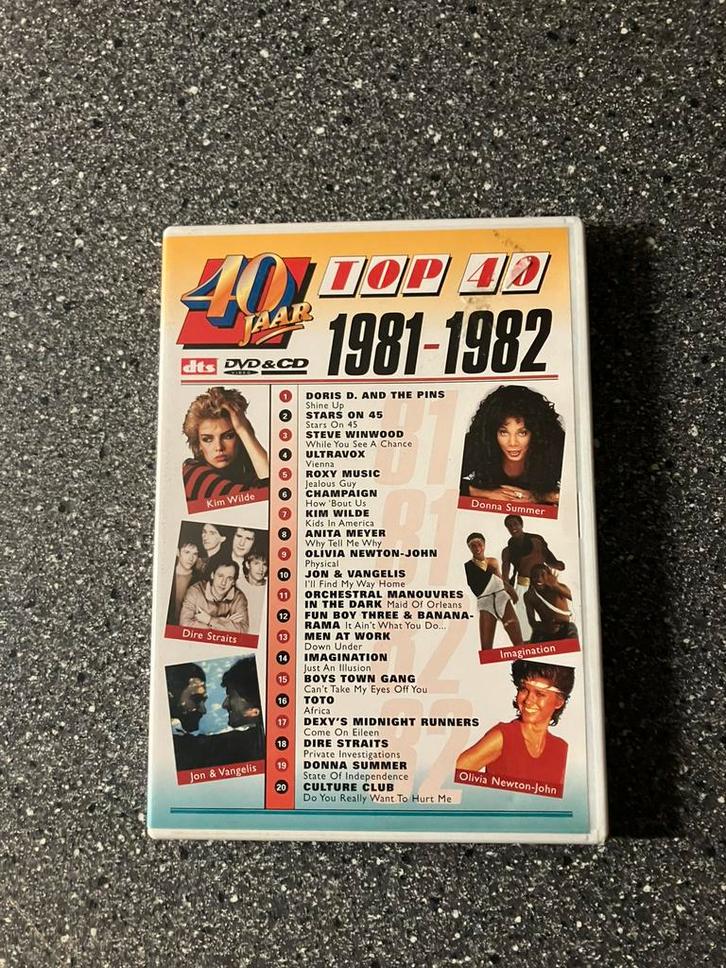 40 JAAR
TOP 40
1981-1982
dts DVD VIDEO & CD
1 DORIS D. AND THE PINS
Shine Up
2 STARS ON 45
Stars On 45
3 STEVE WINWOOD
While You See A Chance
4 ULTRAVOX
Vienna
5 ROXY MUSIC
Jealous Guy
6 CHAMPAIGN
How 'Bout Us
7 KIM WILDE
Kids In America
8 ANITA MEYER
Why Tell Me Why
9 OLIVIA NEWTON-JOHN
Physical
10 JON & VANGELIS
I'll Find My Way Home
11 ORCHESTRAL MANOUVRES
IN THE DARK Maid Of Orleans
12 FUN BOY THREE & BANANA-
RAMA It Ain't What You Do...
13 MEN AT WORK
Down Under
14 IMAGINATION
Just An Illusion
15 BOYS TOWN GANG
Can't Take My Eyes Off You
16 TOTO
Africa
17 DEXY'S MIDNIGHT RUNNERS
Come On Eileen
18 DIRE STRAITS
Private Investigations
19 DONNA SUMMER
State Of Independence
20 CULTURE CLUB
Do You Really Want To Hurt Me
Kim Wilde
Dire Straits
Jon & Vangelis
Donna Summer
Imagination
Olivia Newton-John
81
81
82
82